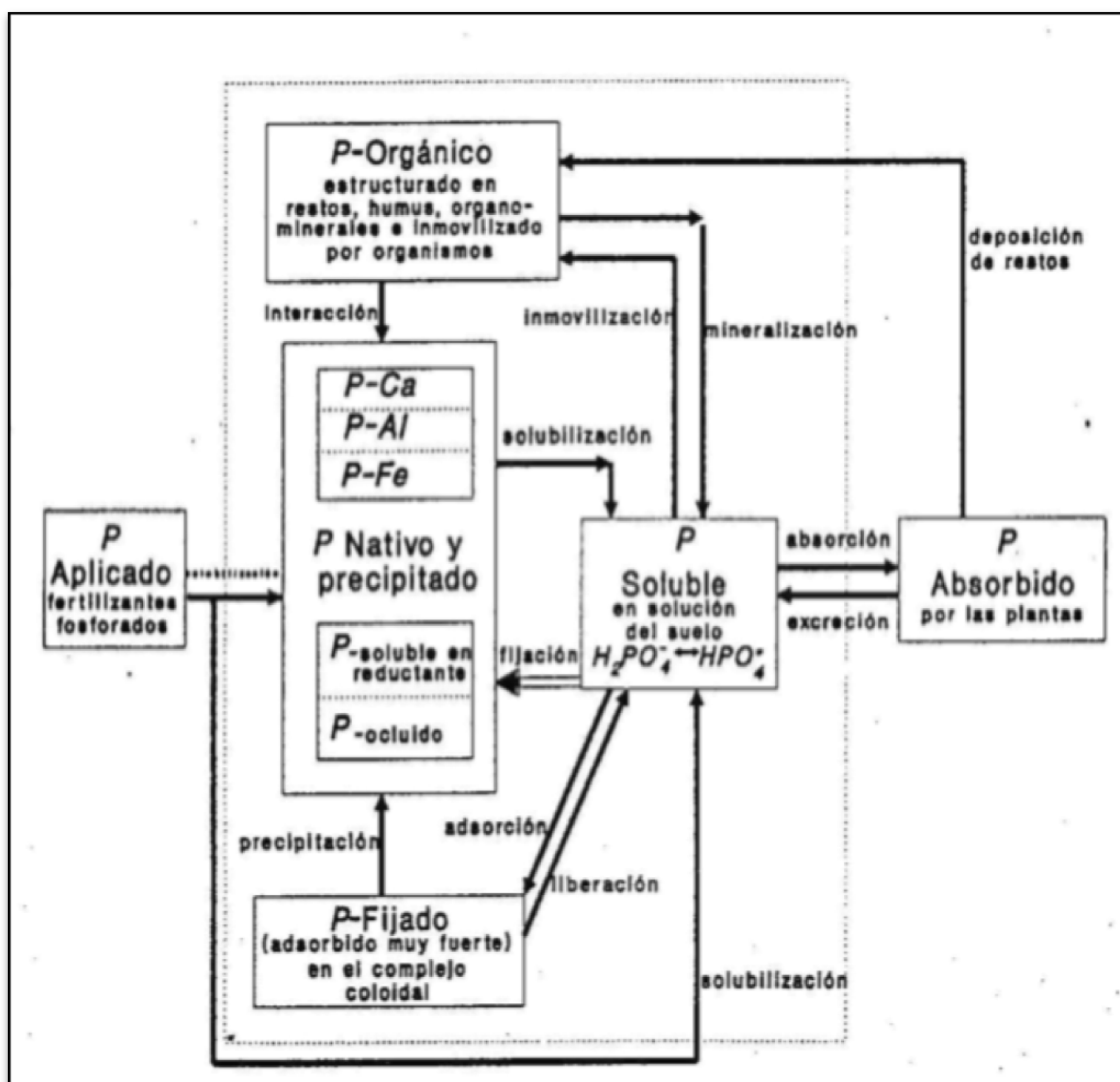 P-Orgánico
estructurado en
restos, humus, organo-
minerales e inmovilizado
por organismos
deposición
de restos
interacción
inmovilización
mineralización
P-Ca
P-Al
P-Fe
solubilización
P
Aplicado
fertilizantes
fosforados
P Nativo y
precipitado
P
Soluble
en solución
del suelo
H₂PO₄⁻ ↔ HPO₄⁼
absorción
excreción
P
Absorbido
por las plantas
P-soluble en
reductante
P-ocluido
fijación
precipitación
adsorción
liberación
P-Fijado
(adsorbido muy fuerte)
en el complejo
coloidal
solubilización